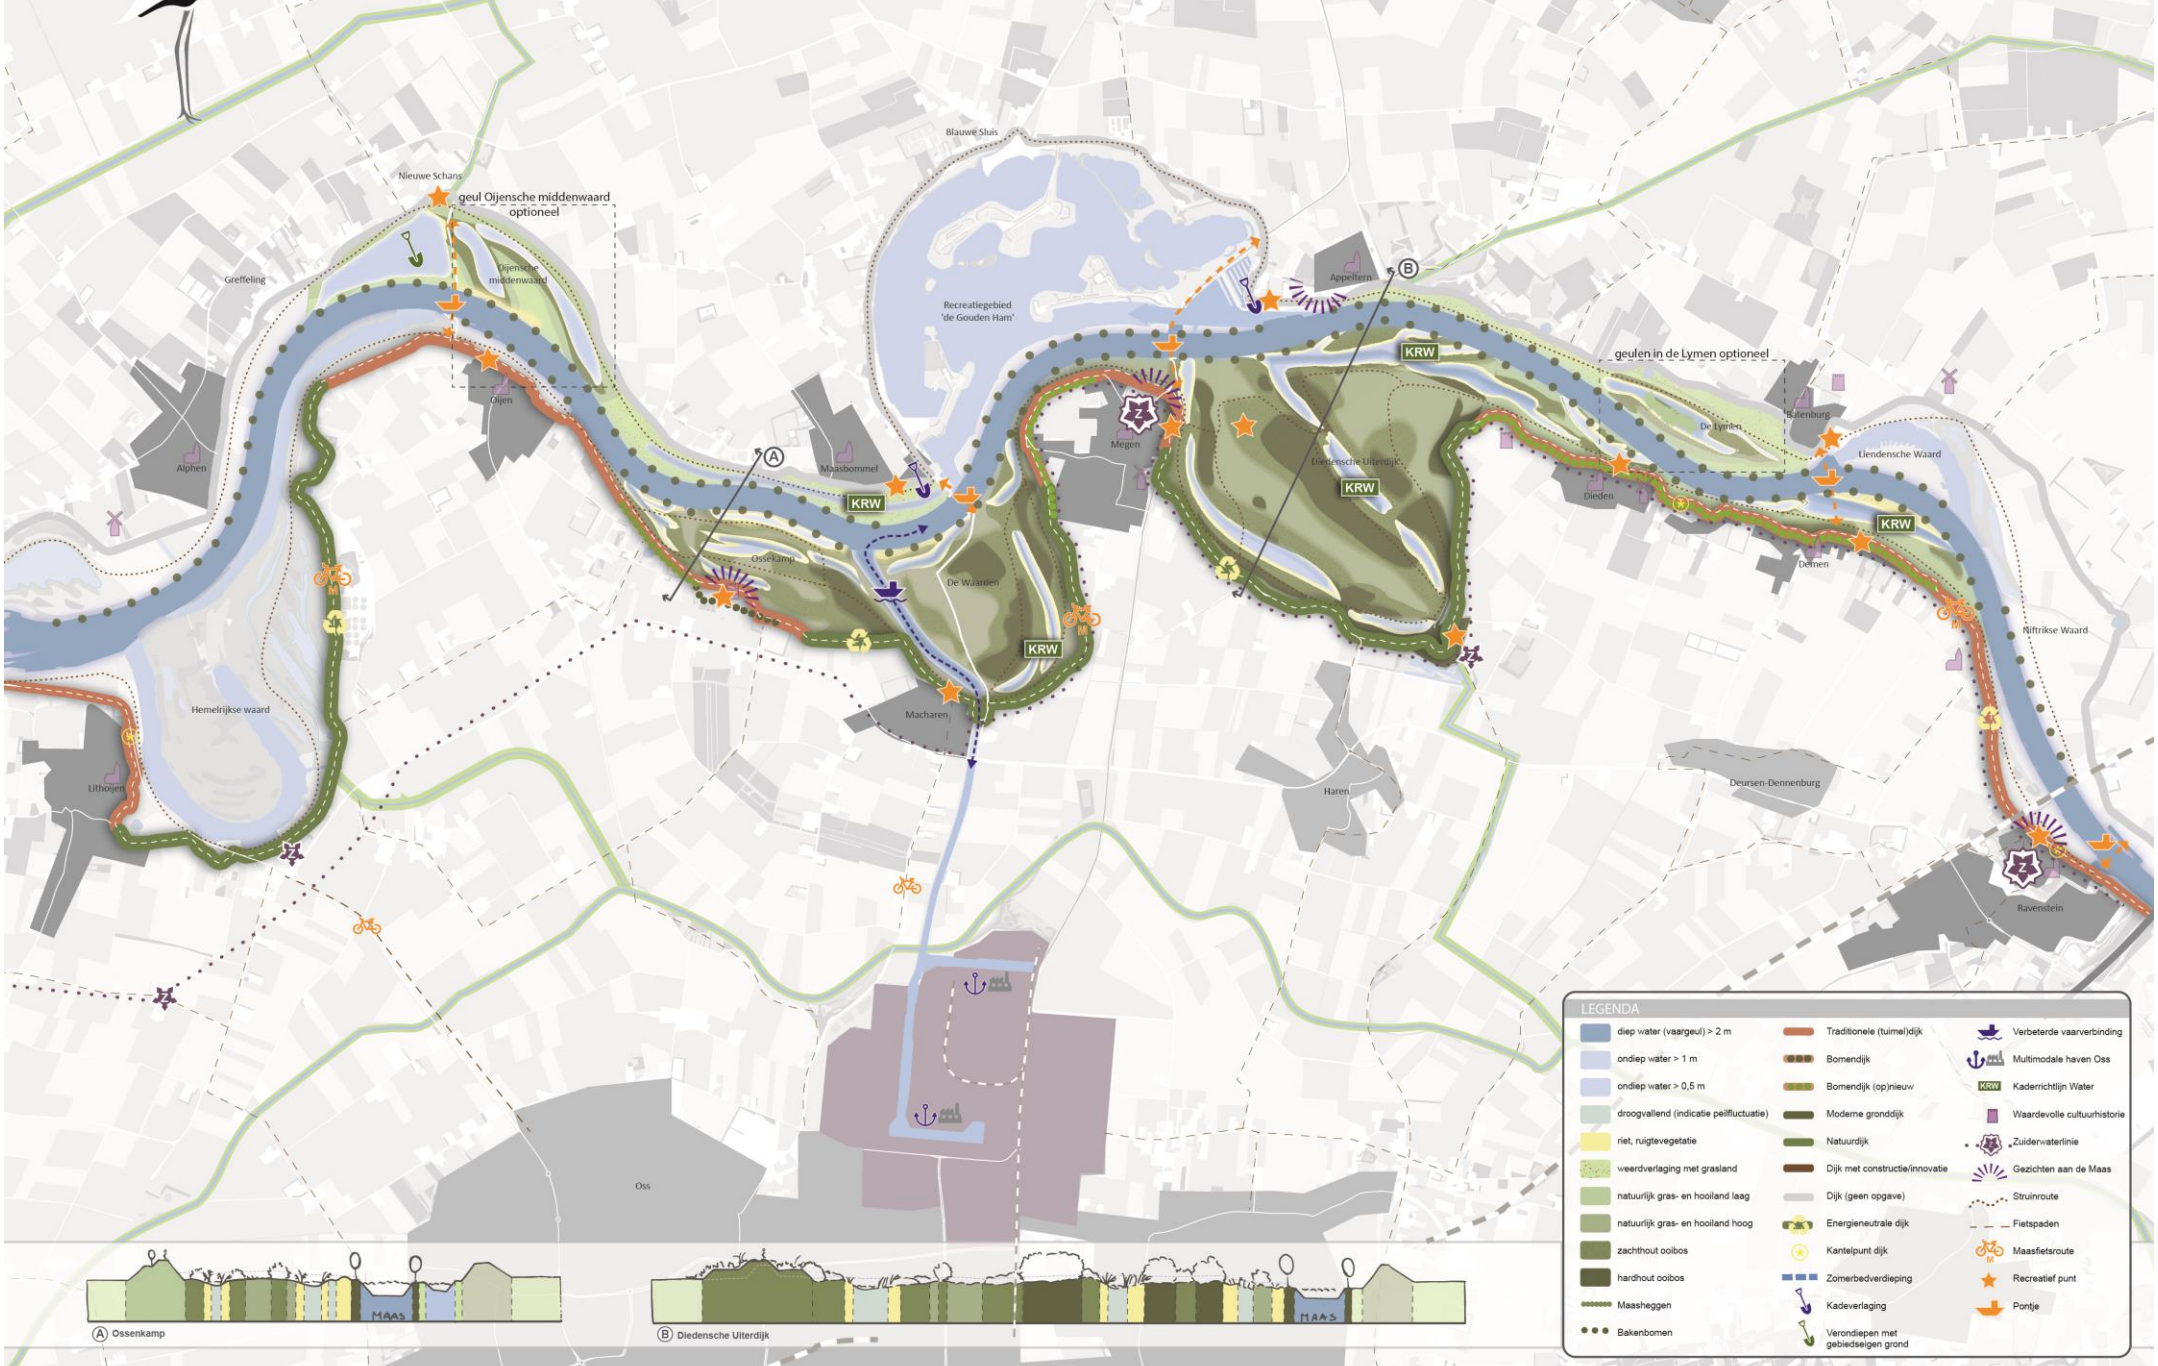 Blauwe Sluis
Nieuwe Schans
geul Oijensche middenwaard
optioneel
Greffeling
Oijensche
middenwaard
Appeltern
B
Recreatiegebied
'de Gouden Ham'
KRW
geulen in de Lymen optioneel
Oijen
Batenburg
De Lymen
Z
Megen
A
Alphen
Maasbommel
KRW
Liendensche Waard
Diedensche Uiterdijk
KRW
Dieden
KRW
Ossekamp
De Waarden
Demen
M
M
M
Niftrikse Waard
KRW
Z
Hemelrijkse waard
Macharen
Lithoijen
Deursen-Dennenburg
Haren
Z
Z
Ravenstein
Z
Oss
LEGENDA
diep water (vaargeul) > 2 m
ondiep water > 1 m
ondiep water > 0,5 m
droogvallend (indicatie peilfluctuatie)
riet, ruigtevegetatie
weerdverlaging met grasland
natuurlijk gras- en hooiland laag
natuurlijk gras- en hooiland hoog
zachthout ooibos
hardhout ooibos
Maasheggen
Bakenbomen
Traditionele (tuimel)dijk
Bomendijk
Bomendijk (op)nieuw
Moderne gronddijk
Natuurdijk
Dijk met constructie/innovatie
Dijk (geen opgave)
Energieneutrale dijk
Kantelpunt dijk
Zomerbedverdieping
Kadeverlaging
Verondiepen met
gebiedseigen grond
Verbeterde vaarverbinding
Multimodale haven Oss
KRW Kaderrichtlijn Water
Waardevolle cultuurhistorie
Z Zuiderwaterlinie
Gezichten aan de Maas
Struinroute
Fietspaden
M Maasfietsroute
Recreatief punt
Pontje
MAAS
A Ossenkamp
MAAS
B Diedensche Uiterdijk